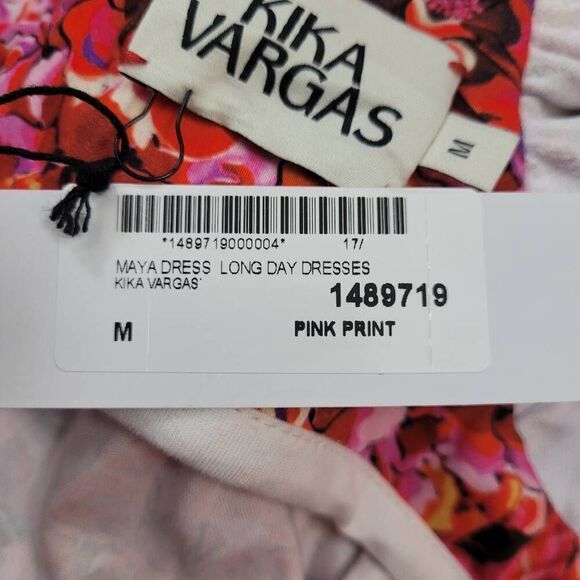 KIKA
VARGAS
M
*1489719000004* 17/
MAYA DRESS LONG DAY DRESSES
KIKA VARGAS'
1489719
M PINK PRINT